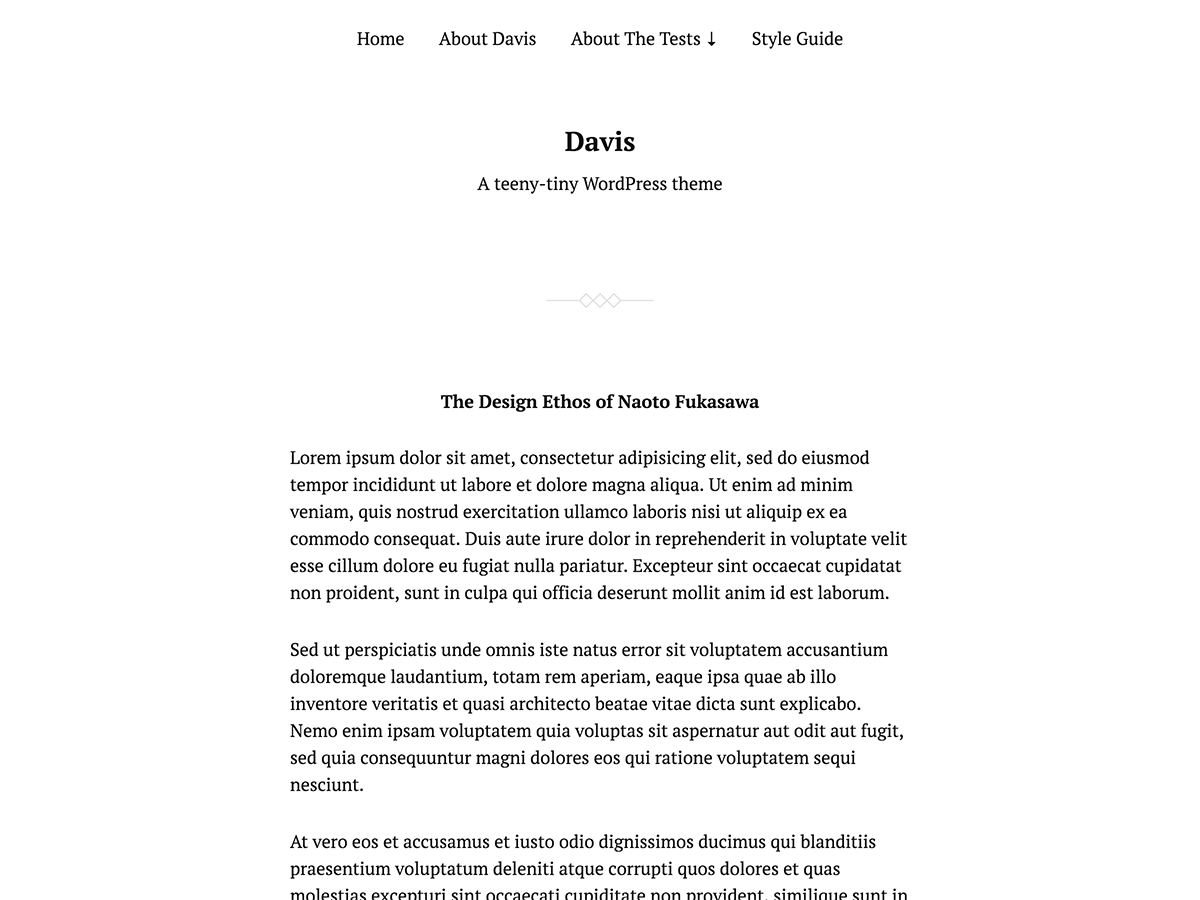 Home About Davis About The Tests ↓ Style Guide
Davis
A teeny-tiny WordPress theme
The Design Ethos of Naoto Fukasawa
Lorem ipsum dolor sit amet, consectetur adipisicing elit, sed do eiusmod
tempor incididunt ut labore et dolore magna aliqua. Ut enim ad minim
veniam, quis nostrud exercitation ullamco laboris nisi ut aliquip ex ea
commodo consequat. Duis aute irure dolor in reprehenderit in voluptate velit
esse cillum dolore eu fugiat nulla pariatur. Excepteur sint occaecat cupidatat
non proident, sunt in culpa qui officia deserunt mollit anim id est laborum.
Sed ut perspiciatis unde omnis iste natus error sit voluptatem accusantium
doloremque laudantium, totam rem aperiam, eaque ipsa quae ab illo
inventore veritatis et quasi architecto beatae vitae dicta sunt explicabo.
Nemo enim ipsam voluptatem quia voluptas sit aspernatur aut odit aut fugit,
sed quia consequuntur magni dolores eos qui ratione voluptatem sequi
nesciunt.
At vero eos et accusamus et iusto odio dignissimos ducimus qui blanditiis
praesentium voluptatum deleniti atque corrupti quos dolores et quas
molestias excepturi sint occaecati cupiditate non provident, similique sunt in